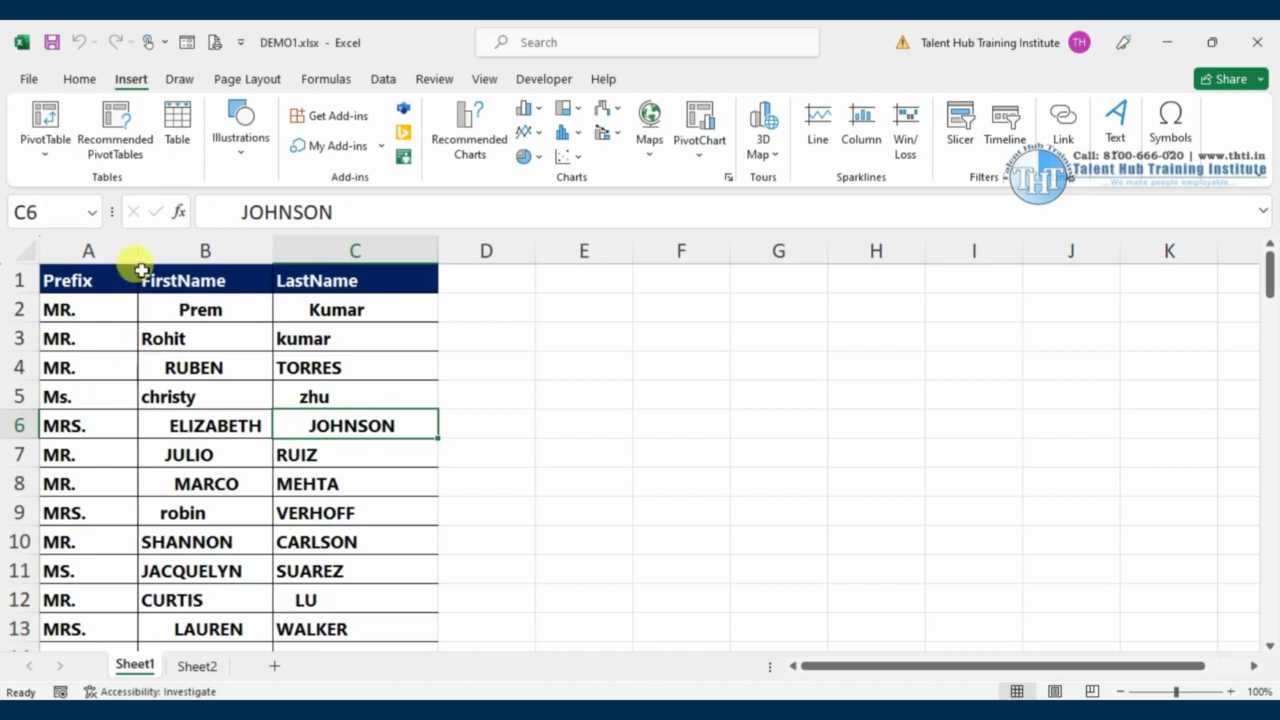 DEMO1.xlsx - Excel
Search
Talent Hub Training Institute TH
File Home Insert Draw Page Layout Formulas Data Review View Developer Help Share
PivotTable Recommended PivotTables Table
Tables
Illustrations
Get Add-ins
My Add-ins
Add-ins
Recommended Charts
Maps PivotChart
Charts
3D Map
Tours
Line Column Win/Loss
Sparklines
Slicer Timeline
Filters
Link
Text
Symbols
THT
Call: 8100-666-020 | www.thti.in
Talent Hub Training Institute
...We make people employable...
C6 fx JOHNSON
A B C D E F G H I J K
1 Prefix FirstName LastName
2 MR. Prem Kumar
3 MR. Rohit kumar
4 MR. RUBEN TORRES
5 Ms. christy zhu
6 MRS. ELIZABETH JOHNSON
7 MR. JULIO RUIZ
8 MR. MARCO MEHTA
9 MRS. robin VERHOFF
10 MR. SHANNON CARLSON
11 MS. JACQUELYN SUAREZ
12 MR. CURTIS LU
13 MRS. LAUREN WALKER
Sheet1 Sheet2
Ready Accessibility: Investigate 100%